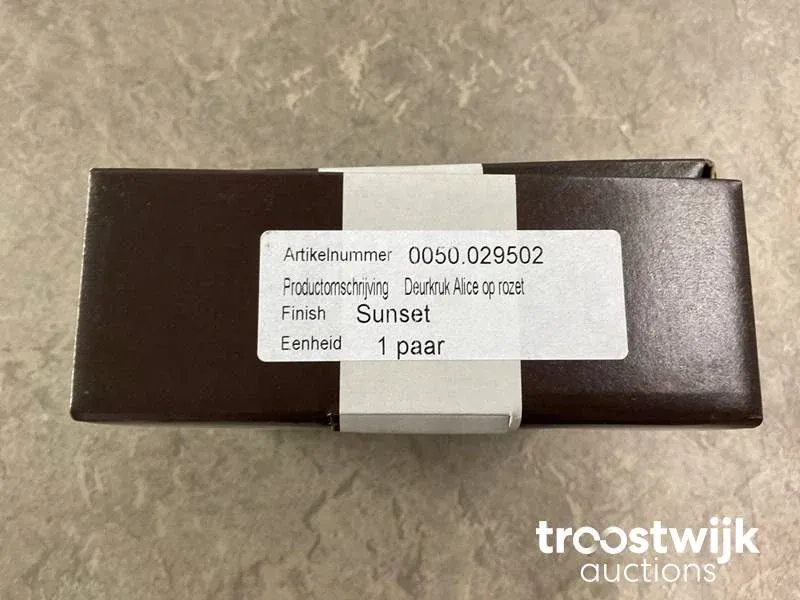 Artikelnummer 0050.029502
Productomschrijving Deurkruk Alice op rozet
Finish Sunset
Eenheid 1 paar
troostwijk
auctions